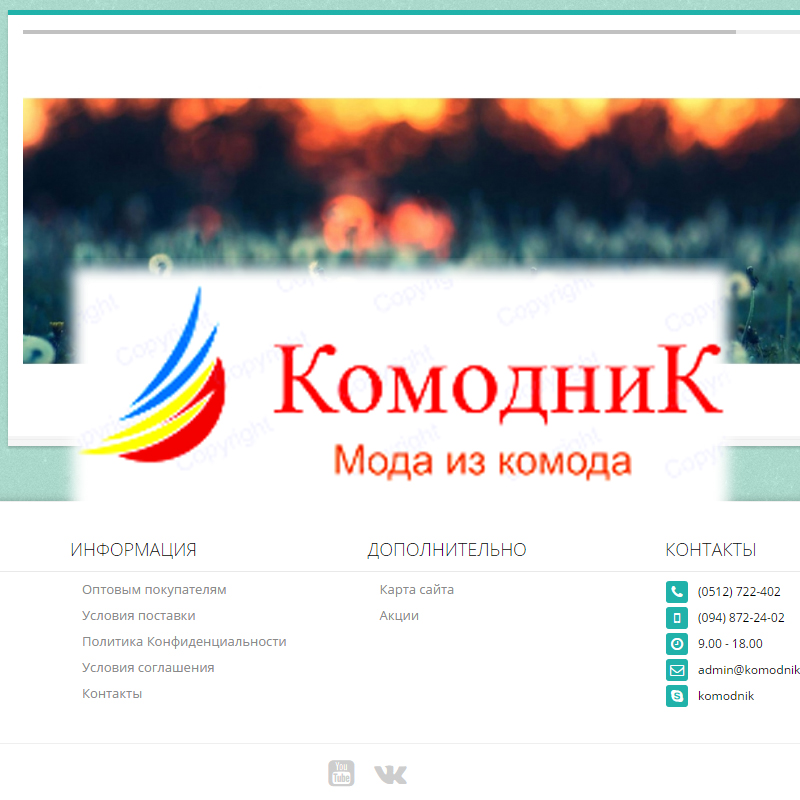 Copyright Copyright Copyright Copyright
Copyright
КомодниК
Copyright Copyright
Мода из комода
ИНФОРМАЦИЯ ДОПОЛНИТЕЛЬНО КОНТАКТЫ
Оптовым покупателям Карта сайта (0512) 722-402
Условия поставки Акции (094) 872-24-02
Политика Конфиденциальности 9.00 - 18.00
Условия соглашения admin@komodnik
Контакты komodnik
You
Tube